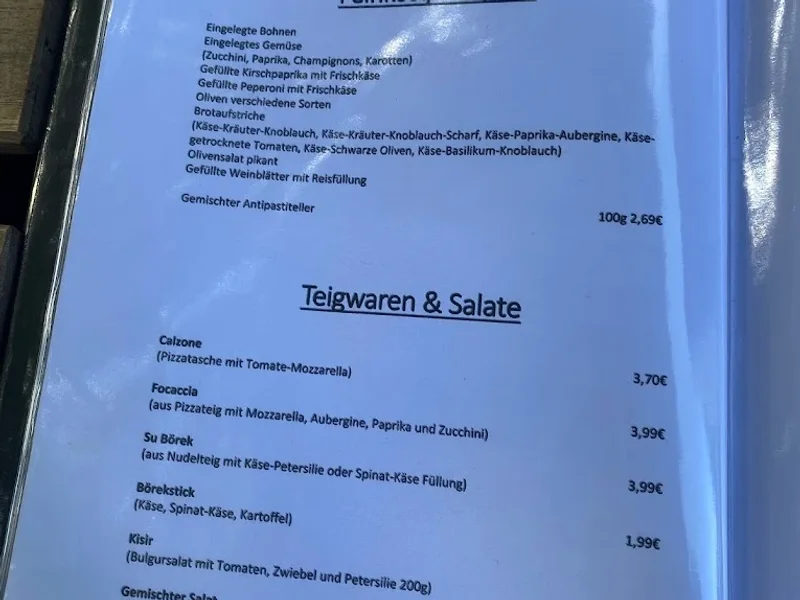 Eingelegte Bohnen
Eingelegtes Gemüse
(Zucchini, Paprika, Champignons, Karotten)
Gefüllte Kirschpaprika mit Frischkäse
Gefüllte Peperoni mit Frischkäse
Oliven verschiedene Sorten
Brotaufstriche
(Käse-Kräuter-Knoblauch, Käse-Kräuter-Knoblauch-Scharf, Käse-Paprika-Aubergine, Käse-
getrocknete Tomaten, Käse-Schwarze Oliven, Käse-Basilikum-Knoblauch)
Olivensalat pikant
Gefüllte Weinblätter mit Reisfüllung
Gemischter Antipastiteller 100g 2,69€
Teigwaren & Salate
Calzone
(Pizzatasche mit Tomate-Mozzarella) 3,70€
Focaccia
(aus Pizzateig mit Mozzarella, Aubergine, Paprika und Zucchini) 3,99€
Su Börek
(aus Nudelteig mit Käse-Petersilie oder Spinat-Käse Füllung) 3,99€
Börekstick
(Käse, Spinat-Käse, Kartoffel) 1,99€
Kisir
(Bulgursalat mit Tomaten, Zwiebel und Petersilie 200g)
Gemischter Salat